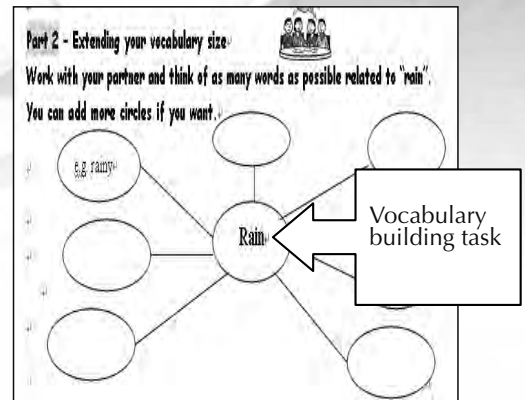 Part 2 - Extending your vocabulary size
Work with your partner and think of as many words as possible related to "rain".
You can add more circles if you want.
e.g. rainy
Rain
Vocabulary
building task